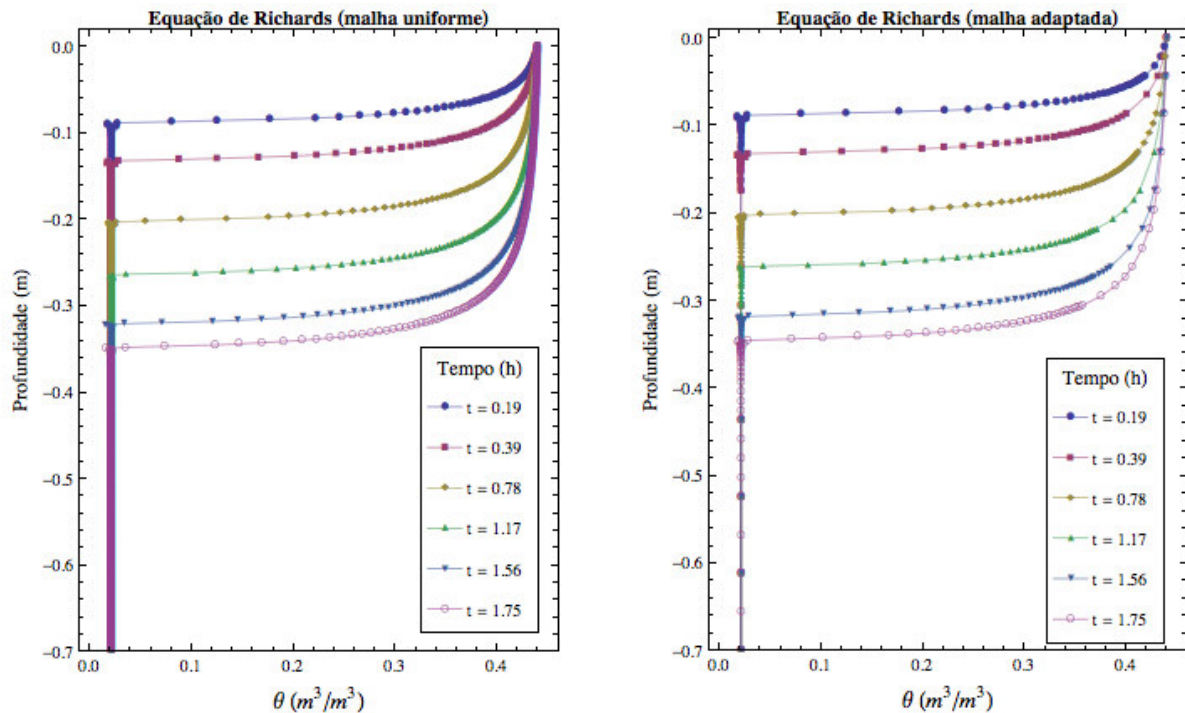 Equação de Richards (malha uniforme)
0.0
−0.1
−0.2
−0.3
−0.4
−0.5
−0.6
−0.7
Profundidade (m)
0.0 0.1 0.2 0.3 0.4
θ (m³/m³)
Tempo (h)
t = 0.19
t = 0.39
t = 0.78
t = 1.17
t = 1.56
t = 1.75
Equação de Richards (malha adaptada)
0.0
−0.1
−0.2
−0.3
−0.4
−0.5
−0.6
−0.7
Profundidade (m)
0.0 0.1 0.2 0.3 0.4
θ (m³/m³)
Tempo (h)
t = 0.19
t = 0.39
t = 0.78
t = 1.17
t = 1.56
t = 1.75